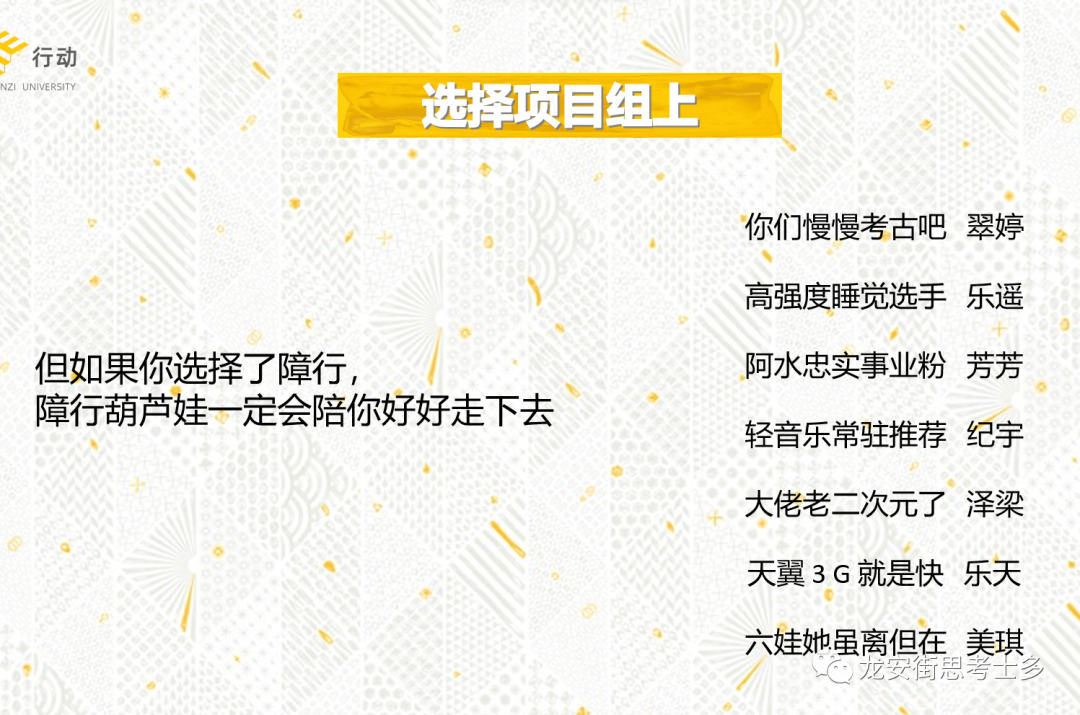 行动
NZI UNIVERSITY
选择项目组上
但如果你选择了障行，
障行葫芦娃一定会陪你好好走下去
你们慢慢考古吧 翠婷
高强度睡觉选手 乐遥
阿水忠实事业粉 芳芳
轻音乐常驻推荐 纪宇
大佬老二次元了 泽梁
天翼 3 G 就是快 乐天
六娃她虽离但在 美琪
龙安街思考士多